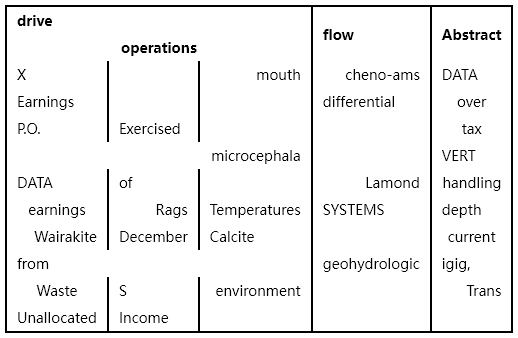 drive flow Abstract
operations
X mouth cheno-ams DATA
Earnings differential over
P.O. Exercised tax
microcephala VERT
DATA of Lamond handling
earnings Rags Temperatures SYSTEMS depth
Wairakite December Calcite current
from geohydrologic igig,
Waste S environment Trans
Unallocated Income